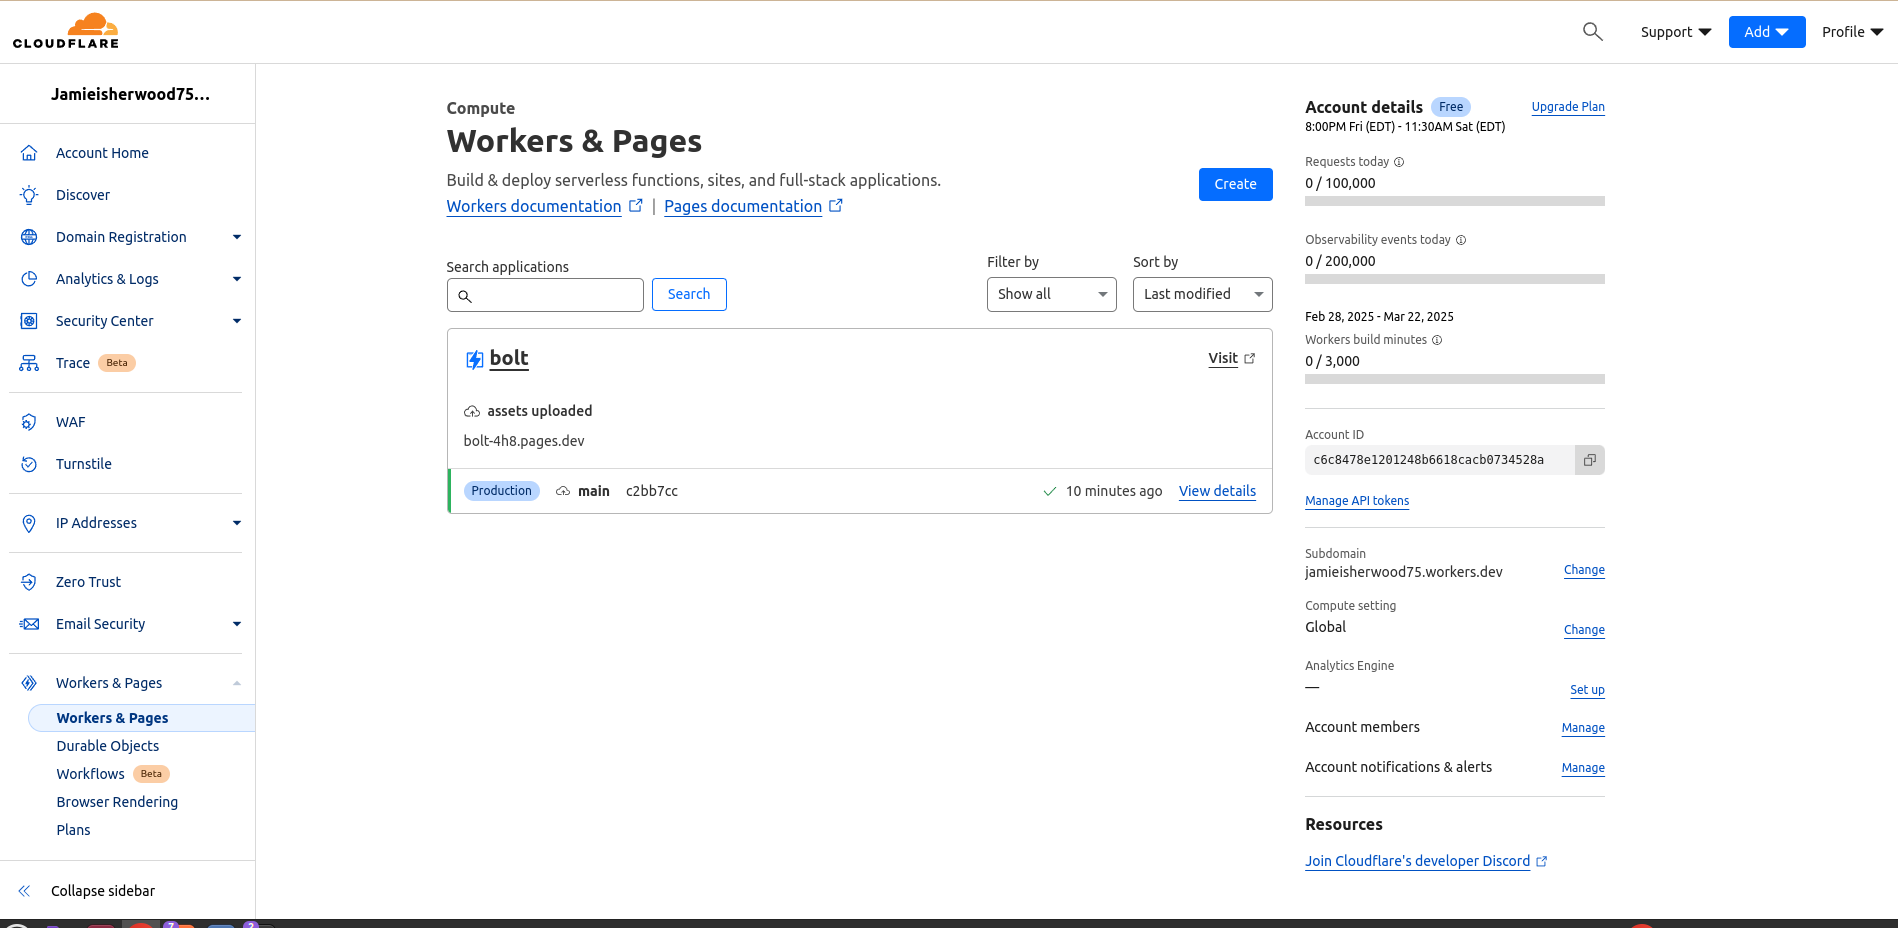 CLOUDFLARE
Support
Add
Profile
Jamieisherwood75...
Account Home
Discover
Domain Registration
Analytics & Logs
Security Center
Trace Beta
WAF
Turnstile
IP Addresses
Zero Trust
Email Security
Workers & Pages
Workers & Pages
Durable Objects
Workflows Beta
Browser Rendering
Plans
Collapse sidebar
Compute
Workers & Pages
Build & deploy serverless functions, sites, and full-stack applications.
Workers documentation | Pages documentation
Create
Search applications
Search
Filter by
Show all
Sort by
Last modified
bolt
Visit
assets uploaded
bolt-4h8.pages.dev
Production main c2bb7cc
10 minutes ago View details
Account details Free
Upgrade Plan
8:00PM Fri (EDT) - 11:30AM Sat (EDT)
Requests today
0 / 100,000
Observability events today
0 / 200,000
Feb 28, 2025 - Mar 22, 2025
Workers build minutes
0 / 3,000
Account ID
c6c8478e1201248b6618cacb0734528a
Manage API tokens
Subdomain
jamieisherwood75.workers.dev
Change
Compute setting
Global
Change
Analytics Engine
—
Set up
Account members
Manage
Account notifications & alerts
Manage
Resources
Join Cloudflare's developer Discord
7
2